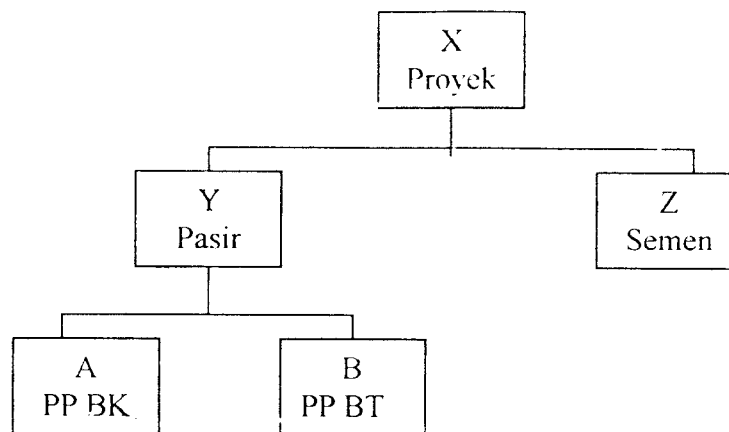 X
Proyek
Y
Pasir
Z
Semen
A
PP BK
B
PP BT